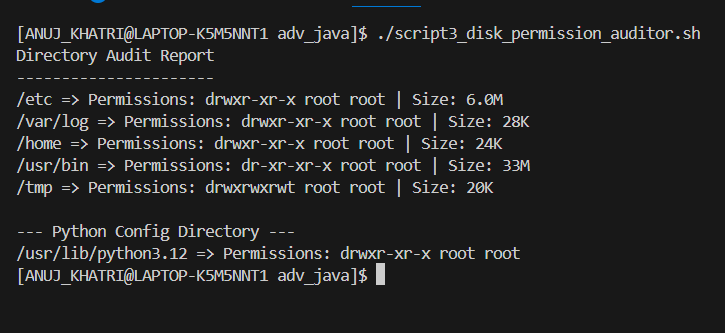 [ANUJ_KHATRI@LAPTOP-K5M5NNT1 adv_java]$ ./script3_disk_permission_auditor.sh
Directory Audit Report
----------------------
/etc => Permissions: drwxr-xr-x root root | Size: 6.0M
/var/log => Permissions: drwxr-xr-x root root | Size: 28K
/home => Permissions: drwxr-xr-x root root | Size: 24K
/usr/bin => Permissions: dr-xr-xr-x root root | Size: 33M
/tmp => Permissions: drwxrwxrwt root root | Size: 20K

--- Python Config Directory ---
/usr/lib/python3.12 => Permissions: drwxr-xr-x root root
[ANUJ_KHATRI@LAPTOP-K5M5NNT1 adv_java]$